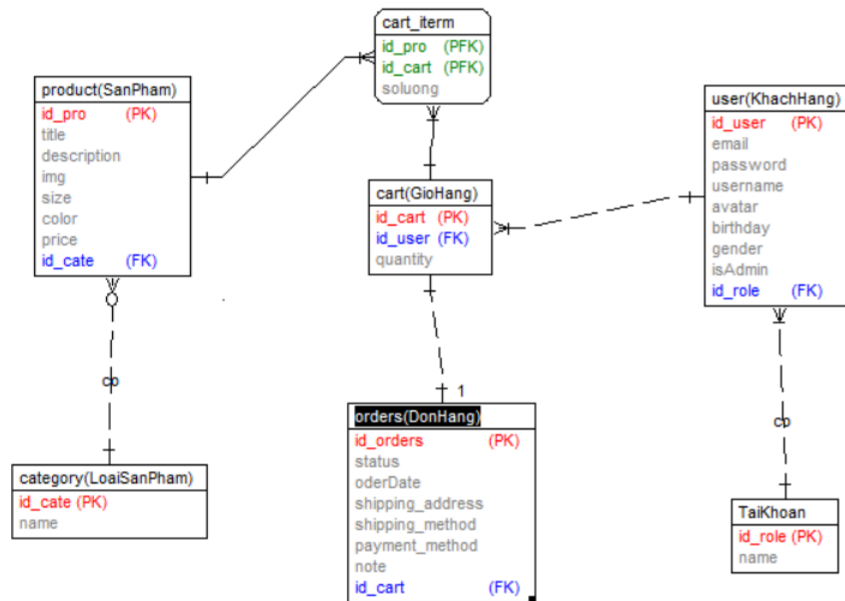 cart_iterm
id_pro (PFK)
id_cart (PFK)
soluong
product(SanPham)
id_pro (PK)
title
description
img
size
color
price
id_cate (FK)
user(KhachHang)
id_user (PK)
email
password
username
avatar
birthday
gender
isAdmin
id_role (FK)
cart(GioHang)
id_cart (PK)
id_user (FK)
quantity
co
cp
1
orders(DonHang)
id_orders (PK)
status
oderDate
shipping_address
shipping_method
payment_method
note
id_cart (FK)
category(LoaiSanPham)
id_cate (PK)
name
TaiKhoan
id_role (PK)
name